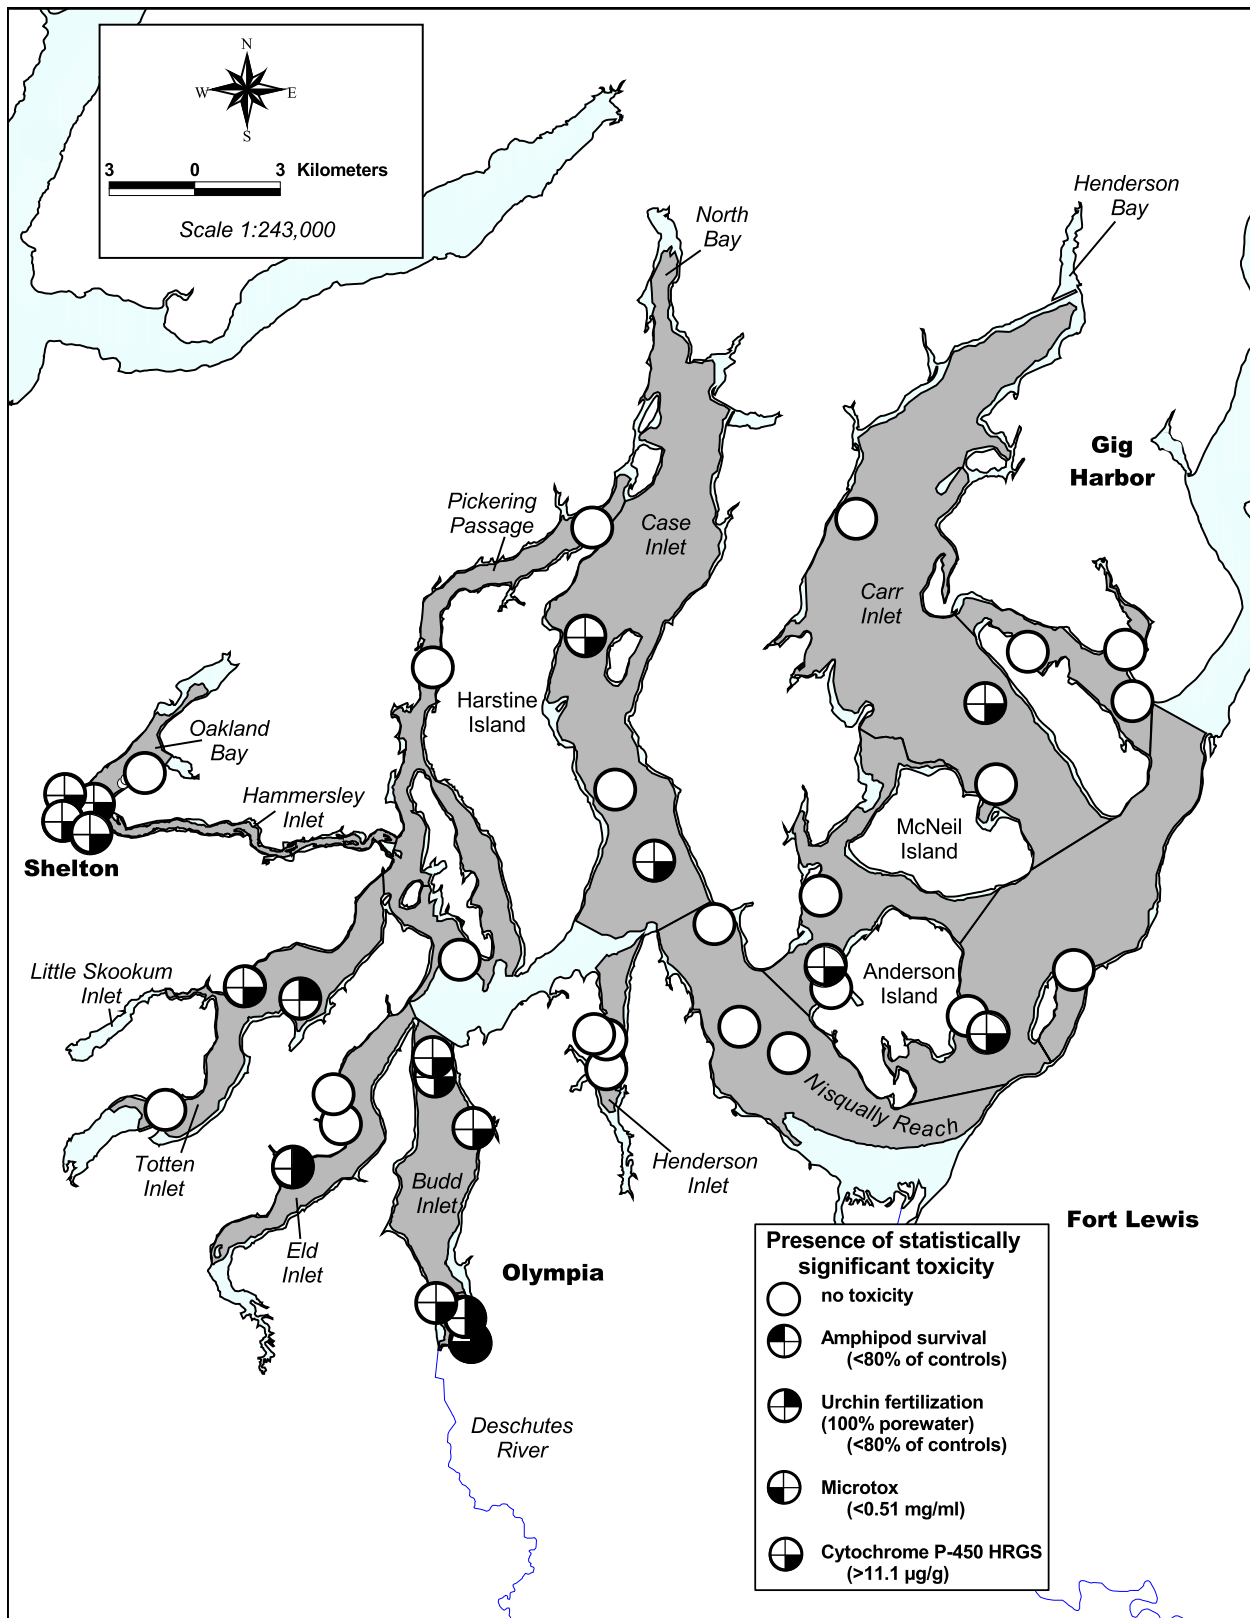 N
W
E
S
3
0
3
Kilometers
Scale 1:243,000
North
Bay
Henderson
Bay
Gig
Harbor
Pickering
Passage
Case
Inlet
Carr
Inlet
Harstine
Island
Oakland
Bay
Hammersley
Inlet
Shelton
McNeil
Island
Little Skookum
Inlet
Anderson
Island
Nisqually Reach
Totten
Inlet
Budd
Inlet
Henderson
Inlet
Eld
Inlet
Fort Lewis
Olympia
Deschutes
River
Presence of statistically
significant toxicity
no toxicity
Amphipod survival
(<80% of controls)
Urchin fertilization
(100% porewater)
(<80% of controls)
Microtox
(<0.51 mg/ml)
Cytochrome P-450 HRGS
(>11.1 µg/g)